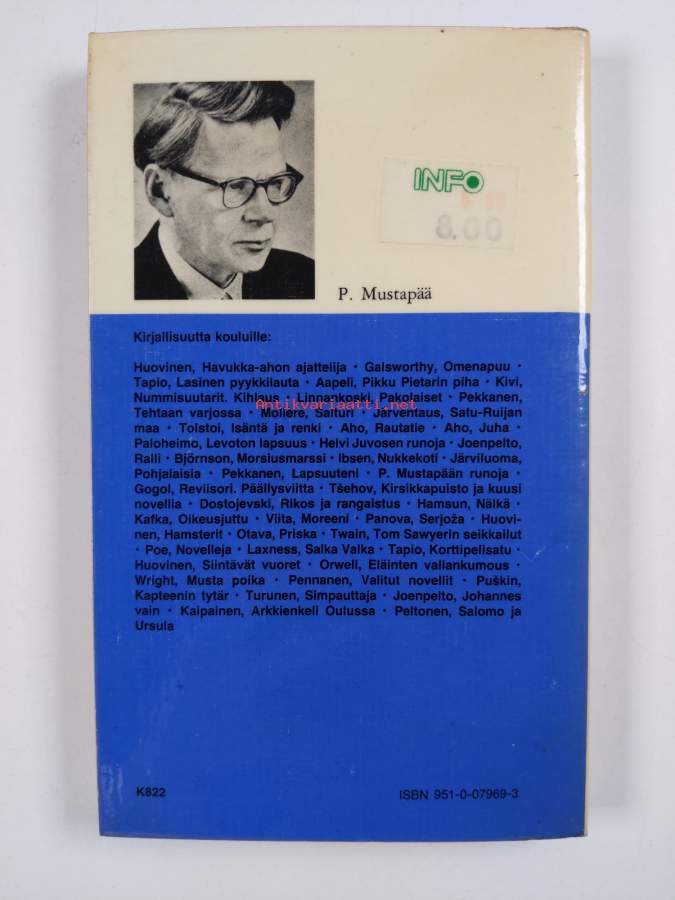 INFO
00.8
P. Mustapää
Kirjallisuutta kouluille:
Huovinen, Havukka-ahon ajattelija · Galsworthy, Omenapuu ·
Tapio, Lasinen pyykkilauta · Aapeli, Pikku Pietarin piha · Kivi,
Nummisuutarit. Kihlaus · Linnankoski, Pakolaiset · Pekkanen,
Antikvariaatti.net
Tehtaan varjossa · Molière, Saituri · Järventaus, Satu-Ruijan
maa · Tolstoi, Isäntä ja renki · Aho, Rautatie · Aho, Juha ·
Paloheimo, Levoton lapsuus · Helvi Juvosen runoja · Joenpelto,
Ralli · Björnson, Morsiusmarssi · Ibsen, Nukkekoti · Järviluoma,
Pohjalaisia · Pekkanen, Lapsuuteni · P. Mustapään runoja ·
Gogol, Reviisori. Päällysviitta · Tšehov, Kirsikkapuisto ja kuusi
novellia · Dostojevski, Rikos ja rangaistus · Hamsun, Nälkä ·
Kafka, Oikeusjuttu · Viita, Moreeni · Panova, Serjoža · Huovi-
nen, Hamsterit · Otava, Priska · Twain, Tom Sawyerin seikkailut
· Poe, Novelleja · Laxness, Salka Valka · Tapio, Korttipelisatu ·
Huovinen, Siintävät vuoret · Orwell, Eläinten vallankumous ·
Wright, Musta poika · Pennanen, Valitut novellit · Puškin,
Kapteenin tytär · Turunen, Simpauttaja · Joenpelto, Johannes
vain · Kaipainen, Arkkienkeli Oulussa · Peltonen, Salomo ja
Ursula
K822
ISBN 951-0-07969-3